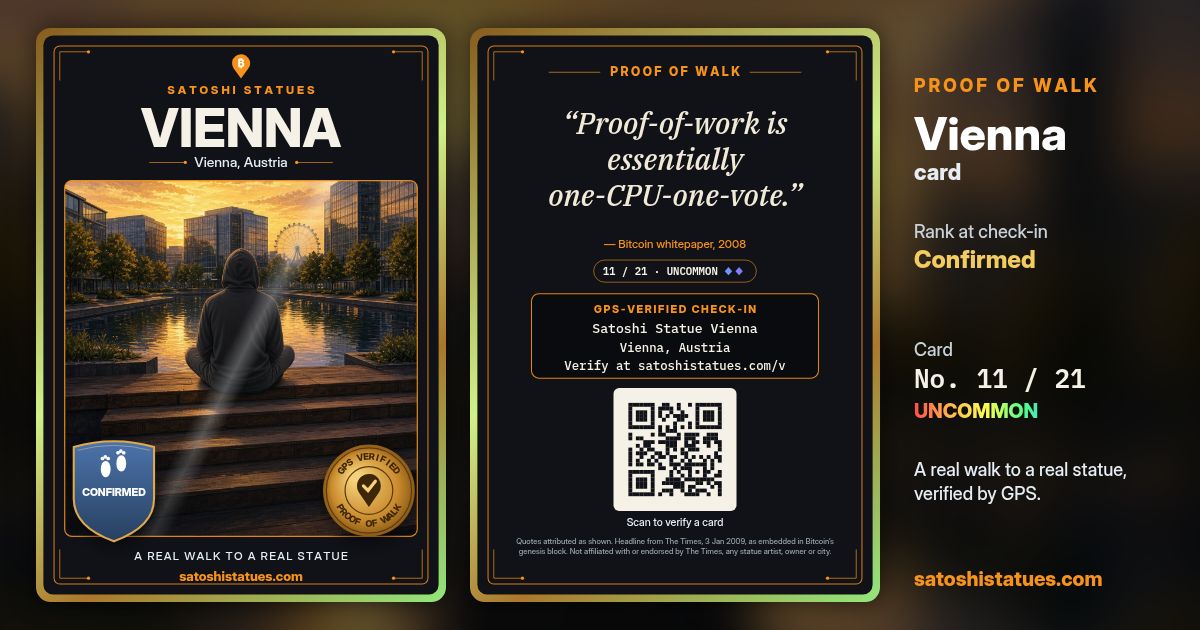 SATOSHI STATUES
VIENNA
Vienna, Austria
CONFIRMED
GPS VERIFIED
PROOF OF WALK
A REAL WALK TO A REAL STATUE
satoshistatues.com
PROOF OF WALK
“Proof-of-work is
essentially
one-CPU-one-vote.”
— Bitcoin whitepaper, 2008
11 / 21 · UNCOMMON
GPS-VERIFIED CHECK-IN
Satoshi Statue Vienna
Vienna, Austria
Verify at satoshistatues.com/v
Scan to verify a card
Quotes attributed as shown. Headline from The Times, 3 Jan 2009, as embedded in Bitcoin's
genesis block. Not affiliated with or endorsed by The Times, any statue artist, owner or city.
PROOF OF WALK
Vienna
card
Rank at check-in
Confirmed
Card
No. 11 / 21
UNCOMMON
A real walk to a real statue,
verified by GPS.
satoshistatues.com